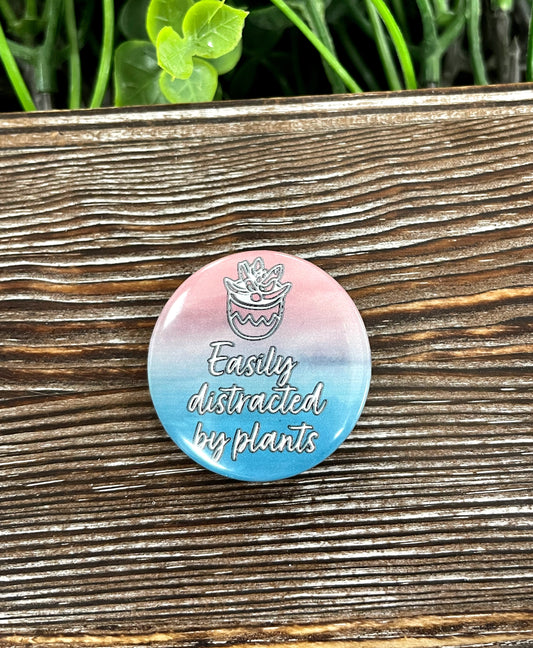 Easily
distracted
by plants